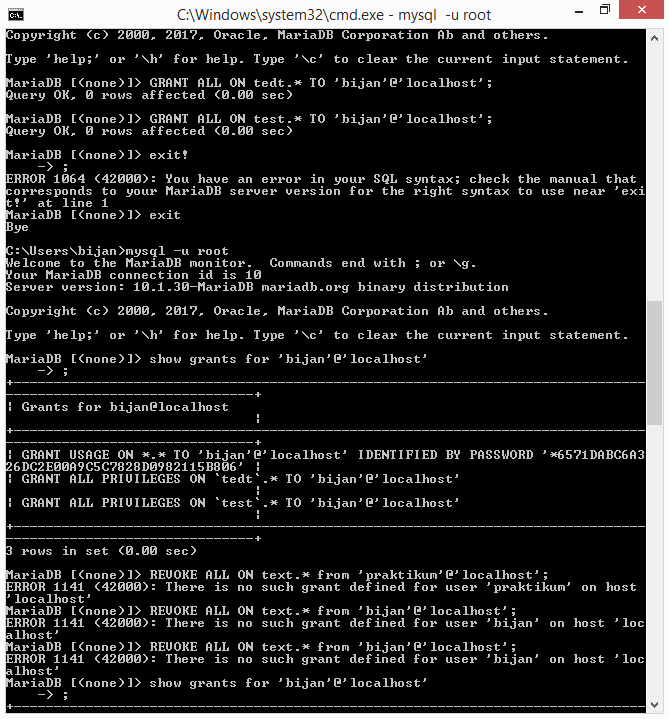 C:\Windows\system32\cmd.exe - mysql -u root
Copyright (c) 2000, 2017, Oracle, MariaDB Corporation Ab and others.
Type 'help;' or '\h' for help. Type '\c' to clear the current input statement.
MariaDB [(none)]> GRANT ALL ON tedt.* TO 'bijan'@'localhost';
Query OK, 0 rows affected (0.00 sec)
MariaDB [(none)]> GRANT ALL ON test.* TO 'bijan'@'localhost';
Query OK, 0 rows affected (0.00 sec)
MariaDB [(none)]> exit!
-> ;
ERROR 1064 (42000): You have an error in your SQL syntax; check the manual that
corresponds to your MariaDB server version for the right syntax to use near 'exi
t!' at line 1
MariaDB [(none)]> exit
Bye
C:\Users\bijan>mysql -u root
Welcome to the MariaDB monitor.  Commands end with ; or \g.
Your MariaDB connection id is 10
Server version: 10.1.30-MariaDB mariadb.org binary distribution
Copyright (c) 2000, 2017, Oracle, MariaDB Corporation Ab and others.
Type 'help;' or '\h' for help. Type '\c' to clear the current input statement.
MariaDB [(none)]> show grants for 'bijan'@'localhost'
-> ;
| Grants for bijan@localhost
|
| GRANT USAGE ON *.* TO 'bijan'@'localhost' IDENTIFIED BY PASSWORD '*6571DABC6A3
26DC2E00A9C5C7828D0982115B806' |
| GRANT ALL PRIVILEGES ON `tedt`.* TO 'bijan'@'localhost'
|
| GRANT ALL PRIVILEGES ON `test`.* TO 'bijan'@'localhost'
|
3 rows in set (0.00 sec)
MariaDB [(none)]> REVOKE ALL ON text.* from 'praktikum'@'localhost';
ERROR 1141 (42000): There is no such grant defined for user 'praktikum' on host
'localhost'
MariaDB [(none)]> REVOKE ALL ON text.* from 'bijan'@'localhost';
ERROR 1141 (42000): There is no such grant defined for user 'bijan' on host 'loc
alhost'
MariaDB [(none)]> REVOKE ALL ON text.* from 'bijan'@'localhost';
ERROR 1141 (42000): There is no such grant defined for user 'bijan' on host 'loc
alhost'
MariaDB [(none)]> show grants for 'bijan'@'localhost'
-> ;